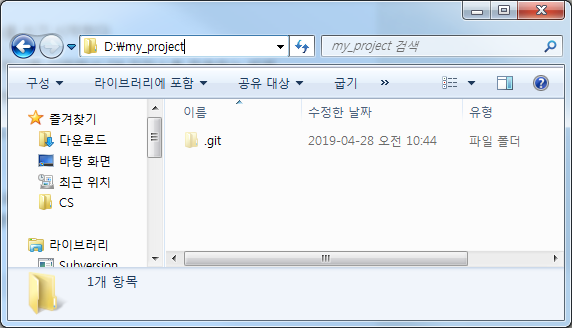 D:₩my_project
my_project 검색
구성 라이브러리에 포함 공유 대상 굽기 »
즐겨찾기
다운로드
바탕 화면
최근 위치
CS
라이브러리
Subversion
이름 수정한 날짜 유형
.git 2019-04-28 오전 10:44 파일 폴더
1개 항목